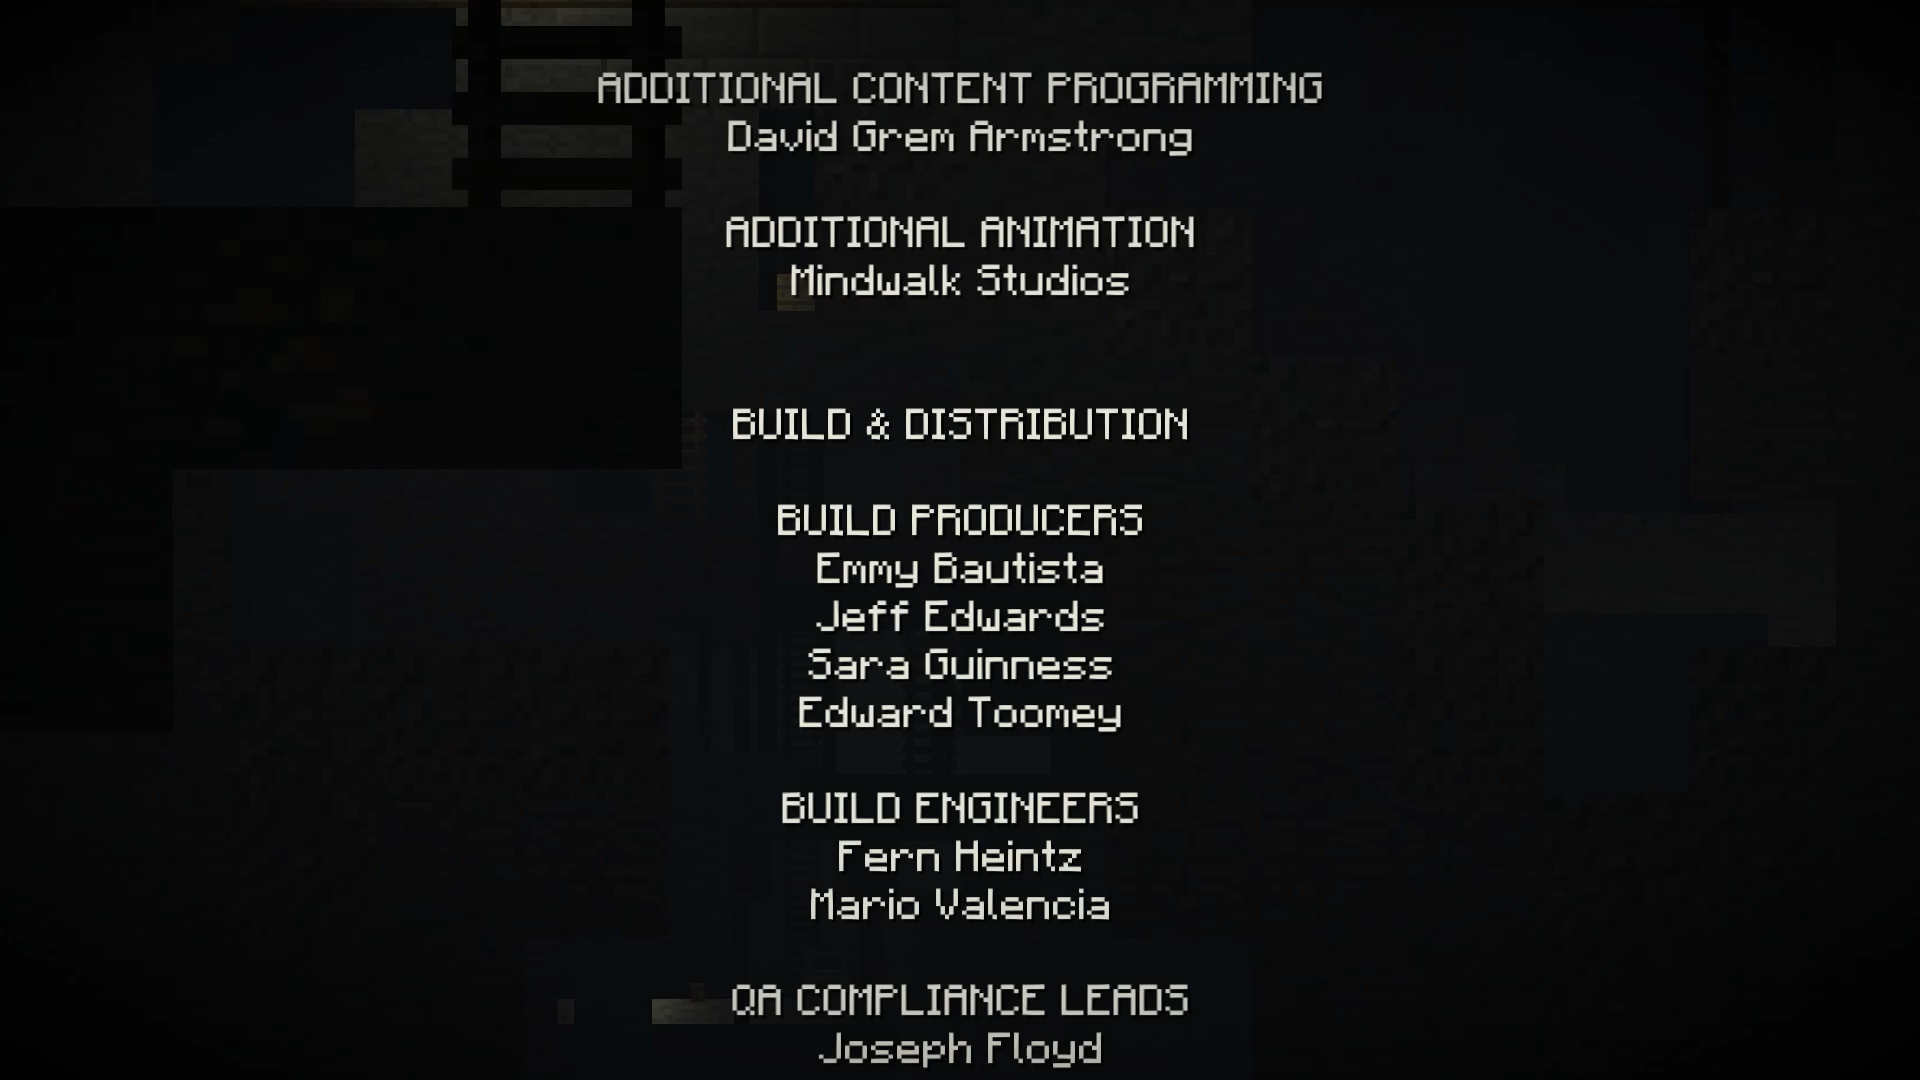 ADDITIONAL CONTENT PROGRAMMING
David Grem Armstrong
ADDITIONAL ANIMATION
Mindwalk Studios
BUILD & DISTRIBUTION
BUILD PRODUCERS
Emmy Bautista
Jeff Edwards
Sara Guinness
Edward Toomey
BUILD ENGINEERS
Fern Heintz
Mario Valencia
QA COMPLIANCE LEADS
Joseph Floyd